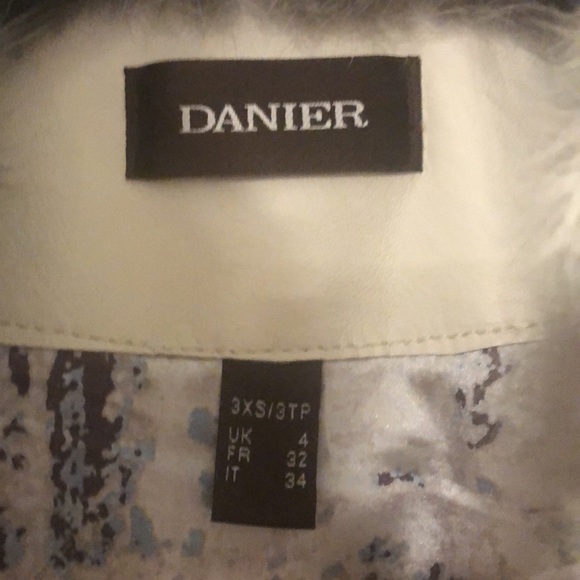 DANIER
3XS/3TP
UK 4
FR 32
IT 34